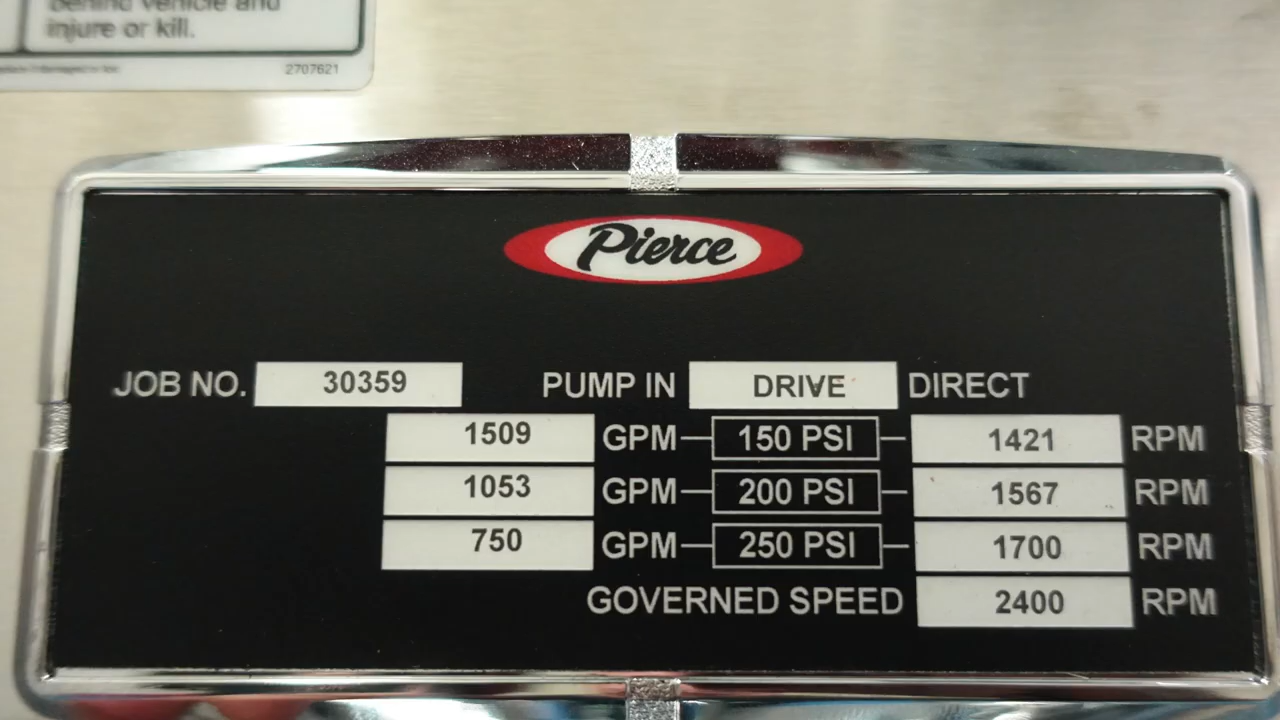 behind vehicle and
injure or kill.
2707621
Pierce
JOB NO. 30359 PUMP IN DRIVE DIRECT
1509 GPM 150 PSI 1421 RPM
1053 GPM 200 PSI 1567 RPM
750 GPM 250 PSI 1700 RPM
GOVERNED SPEED 2400 RPM